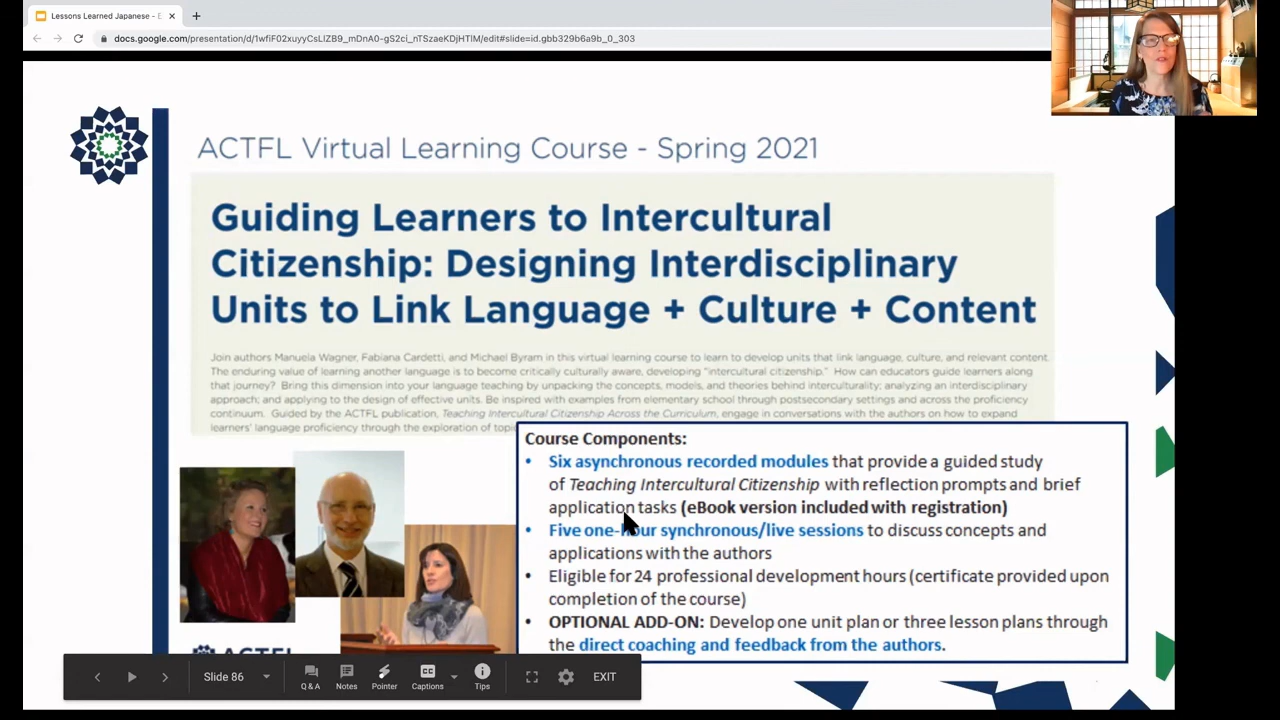 Lessons Learned Japanese - E
docs.google.com/presentation/d/1wfiF02xuyyCsLIZB9_mDnA0-gS2ci_nTSzaeKDjHTlM/edit#slide=id.gbb329b6a9b_0_303
ACTFL Virtual Learning Course - Spring 2021
Guiding Learners to Intercultural
Citizenship: Designing Interdisciplinary
Units to Link Language + Culture + Content
Join authors Manuela Wagner, Fabiana Cardetti, and Michael Byram in this virtual learning course to learn to develop units that link language, culture, and relevant content.
The enduring value of learning another language is to become critically culturally aware, developing "intercultural citizenship." How can educators guide learners along
that journey? Bring this dimension into your language teaching by unpacking the concepts, models, and theories behind interculturality; analyzing an interdisciplinary
approach; and applying to the design of effective units. Be inspired with examples from elementary school through postsecondary settings and across the proficiency
continuum. Guided by the ACTFL publication, Teaching Intercultural Citizenship Across the Curriculum, engage in conversations with the authors on how to expand
learners' language proficiency through the exploration of
Course Components:
• Six asynchronous recorded modules that provide a guided study
of Teaching Intercultural Citizenship with reflection prompts and brief
application tasks (eBook version included with registration)
• Five one-hour synchronous/live sessions to discuss concepts and
applications with the authors
• Eligible for 24 professional development hours (certificate provided upon
completion of the course)
• OPTIONAL ADD-ON: Develop one unit plan or three lesson plans through
the direct coaching and feedback from the authors.
ACTFL
Slide 86
Q & A
Notes
Pointer
Captions
Tips
EXIT